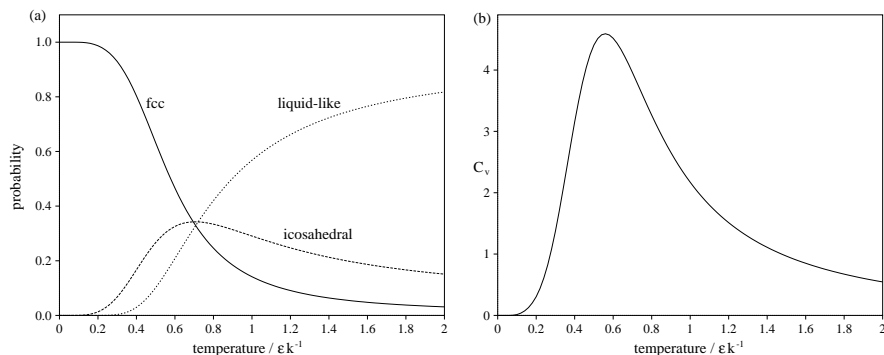 (a)
1.0
0.8
0.6
0.4
0.2
0.0
probability
fcc
liquid-like
icosahedral
0 0.2 0.4 0.6 0.8 1 1.2 1.4 1.6 1.8 2
temperature / εk⁻¹
(b)
4
3
2
1
0
Cᵥ
0 0.2 0.4 0.6 0.8 1 1.2 1.4 1.6 1.8 2
temperature / εk⁻¹